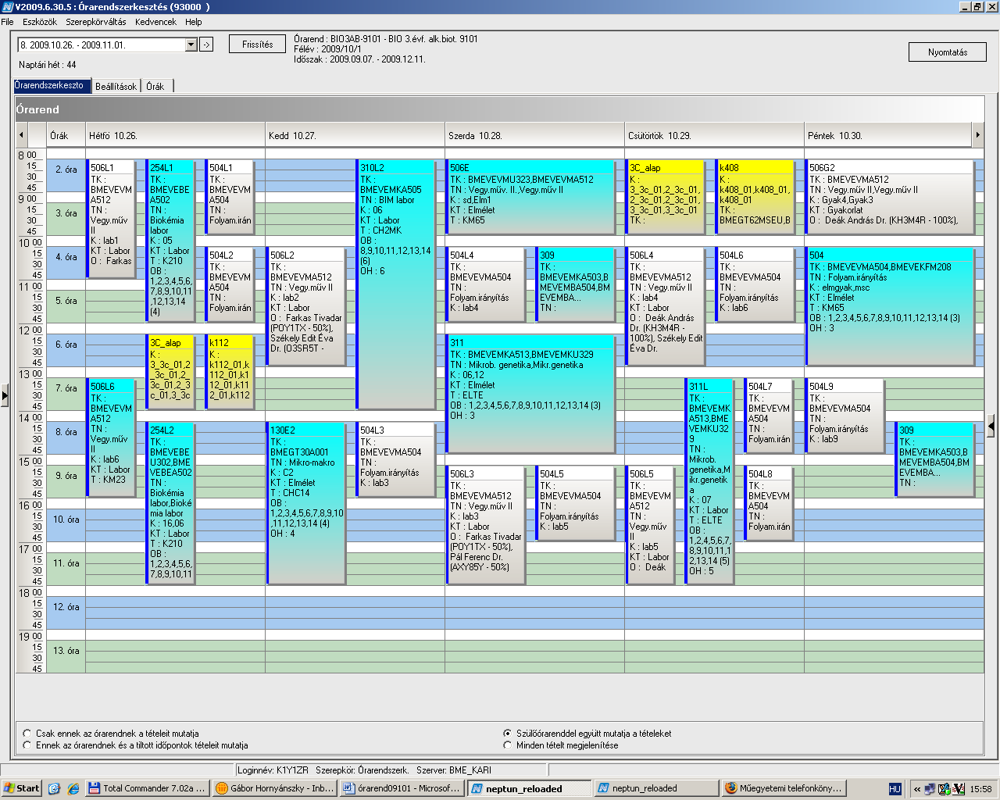 V2009.6.30.5 : Órarendszerkesztés (93000 )
File Eszközök Szerepkörváltás Kedvencek Help
8. 2009.10.26. - 2009.11.01.
->
Frissítés
Órarend : BIO3AB-9101 - BIO 3.évf. alk.biot. 9101
Félév : 2009/10/1
Időszak : 2009.09.07. - 2009.12.11.
Nyomtatás
Naptári hét : 44
Órarendszerkeszto Beállítások Órák
Órarend
Órák Hétfő 10.26. Kedd 10.27. Szerda 10.28. Csütörtök 10.29. Péntek 10.30.
8 00
15
30
45
9 00
15
30
45
10 00
15
30
45
11 00
15
30
45
12 00
15
30
45
13 00
15
30
45
14 00
15
30
45
15 00
15
30
45
16 00
15
30
45
17 00
15
30
45
18 00
15
30
45
19 00
15
30
45
2. óra
3. óra
4. óra
5. óra
6. óra
7. óra
8. óra
9. óra
10. óra
11. óra
12. óra
13. óra
506L1
TK :
BMEVEVM
A512
TN :
Vegy.műv
II
K : lab1
KT : Labor
O : Farkas
254L1
TK :
BMEVEBE
A502
TN :
Biokémia
labor
K : 05
KT : Labor
T : K210
OB :
1,2,3,4,5,6,
7,8,9,10,11
,12,13,14
(4)
504L1
TK :
BMEVEVM
A504
TN :
Folyam.irán
504L2
TK :
BMEVEVM
A504
TN :
Folyam.irán
3C_alap
K :
3_3c_01,2
_3c_01,2_
3c_01,2_3
c_01,3_3c
k112
K :
k112_01,k
112_01,k1
12_01,k11
2_01,k112
506L6
TK :
BMEVEVM
A512
TN :
Vegy.műv
II
K : lab6
KT : Labor
T : KM23
254L2
TK :
BMEVEBE
U302,BME
VEBEA502
TN :
Biokémia
labor,Bioké
mia labor
K : 16,06
KT : Labor
T : K210
OB :
1,2,3,4,5,6,
7,8,9,10,11
506L2
TK :
BMEVEVMA512
TN : Vegy.műv II
K : lab2
KT : Labor
O : Farkas Tivadar
(POY1TX - 50%),
Székely Edit Éva
Dr. (O3SR5T -
310L2
TK :
BMEVEMKA505
TN : BIM labor
K : 06
KT : Labor
T : CH2MK
OB :
8,9,10,11,12,13,14
(6)
OH : 6
130E2
TK :
BMEGT30A001
TN : Mikro-makro
K : C2
KT : Elmélet
T : CHC14
OB :
1,2,3,4,5,6,7,8,9,10
,11,12,13,14 (4)
OH : 4
504L3
TK :
BMEVEVMA504
TN :
Folyam.irányítás
K : lab3
506E
TK : BMEVEVMU323,BMEVEVMA512
TN : Vegy.műv. II.,Vegy.műv II
K : sd,Elm1
KT : Elmélet
T : KM65
504L4
TK :
BMEVEVMA504
TN :
Folyam.irányítás
K : lab4
309
TK :
BMEVEMKA503,B
MEVEMBA504,BM
EVEMBA...
TN :
311
TK : BMEVEMKA513,BMEVEMKU329
TN : Mikrob. genetika,Mikr.genetika
K : 06,12
KT : Elmélet
T : ELTE
OB : 1,2,3,4,5,6,7,8,9,10,11,12,13,14 (3)
OH : 3
506L3
TK :
BMEVEVMA512
TN : Vegy.műv II
K : lab3
KT : Labor
O : Farkas Tivadar
(POY1TX - 50%),
Pál Ferenc Dr.
(AXY85Y - 50%)
504L5
TK :
BMEVEVMA504
TN :
Folyam.irányítás
K : lab5
3C_alap
K :
3_3c_01,2_3c_01,
2_3c_01,2_3c_01,
3_3c_01,3_3c_01
TK :
k408
K :
k408_01,k408_01,
k408_01
TK :
BMEGT62MSEU,B
506L4
TK :
BMEVEVMA512
TN : Vegy.műv II
K : lab4
KT : Labor
O : Deák András
Dr. (KH3M4R -
100%), Székely Edit
Éva Dr.
504L6
TK :
BMEVEVMA504
TN :
Folyam.irányítás
K : lab6
506L5
TK :
BMEVEVM
A512
TN :
Vegy.műv
II
K : lab5
KT : Labor
O : Deák
311L
TK :
BMEVEMK
A513,BME
VEMKU32
9
TN :
Mikrob.
genetika,M
ikr.genetik
a
K : 07
KT : Labor
T : ELTE
OB :
1,2,4,5,6,7,
8,9,10,11,1
2,13,14 (5)
OH : 5
504L7
TK :
BMEVEVM
A504
TN :
Folyam.irán
504L8
TK :
BMEVEVM
A504
TN :
Folyam.irán
506G2
TK : BMEVEVMA512
TN : Vegy.műv II,Vegy.műv II
K : Gyak4,Gyak3
KT : Gyakorlat
O : Deák András Dr. (KH3M4R - 100%),
504
TK : BMEVEVMA504,BMEVEKFM208
TN : Folyam.irányítás
K : elmgyak,msc
KT : Elmélet
T : KM65
OB : 1,2,3,4,5,6,7,8,9,10,11,12,13,14 (3)
OH : 3
504L9
TK :
BMEVEVMA504
TN :
Folyam.irányítás
K : lab9
309
TK :
BMEVEMKA503,B
MEVEMBA504,BM
EVEMBA...
TN :
Csak ennek az órarendnek a tételeit mutatja
Ennek az órarendnek és a tiltott időpontok tételeit mutatja
Szülőórarenddel együtt mutatja a tételeket
Minden tételt megjelenítése
Loginnév: K1Y1ZR Szerepkör: Órarendszerk. Szerver: BME_KARI
Start Total Commander 7.02a ... Gábor Hornyánszky - Inb... órarend09101 - Microsof... neptun_reloaded neptun_reloaded Műegyetemi telefonköny... HU « 15:58